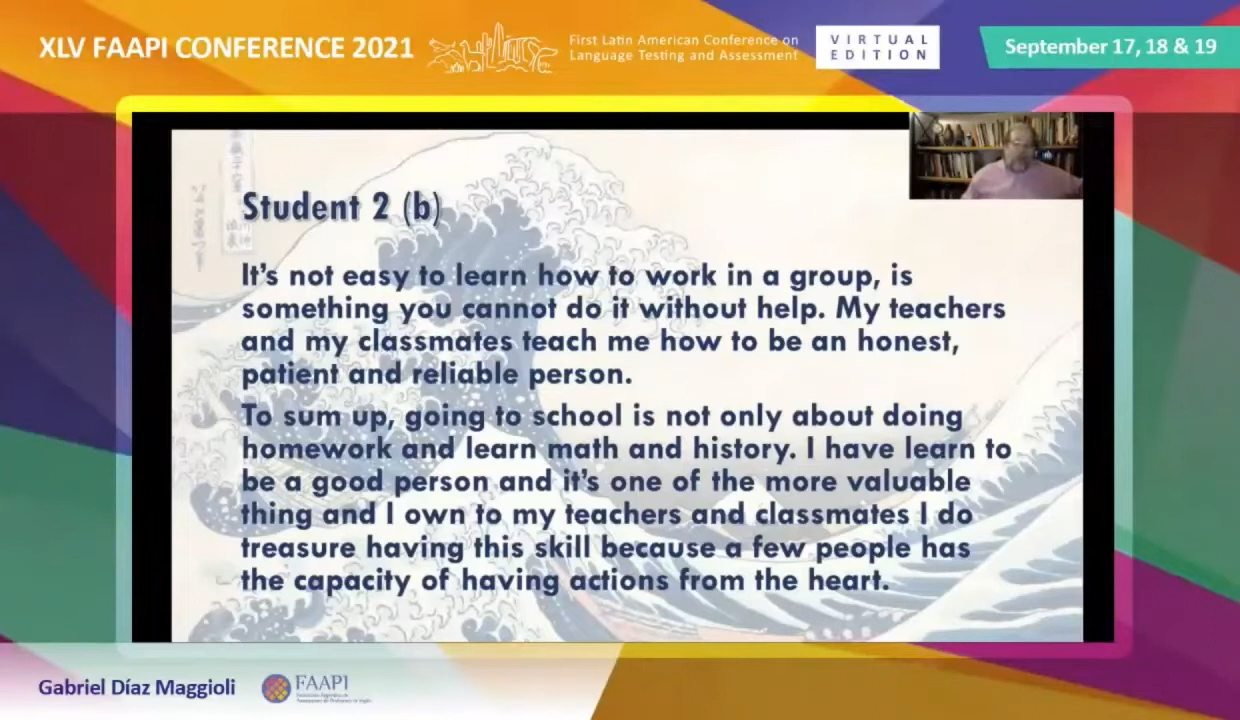 XLV FAAPI CONFERENCE 2021
First Latin American Conference on
Language Testing and Assessment
VIRTUAL
EDITION
September 17, 18 & 19
Student 2 (b)
It's not easy to learn how to work in a group, is
something you cannot do it without help. My teachers
and my classmates teach me how to be an honest,
patient and reliable person.
To sum up, going to school is not only about doing
homework and learn math and history. I have learn to
be a good person and it's one of the more valuable
thing and I own to my teachers and classmates I do
treasure having this skill because a few people has
the capacity of having actions from the heart.
Gabriel Díaz Maggioli
FAAPI